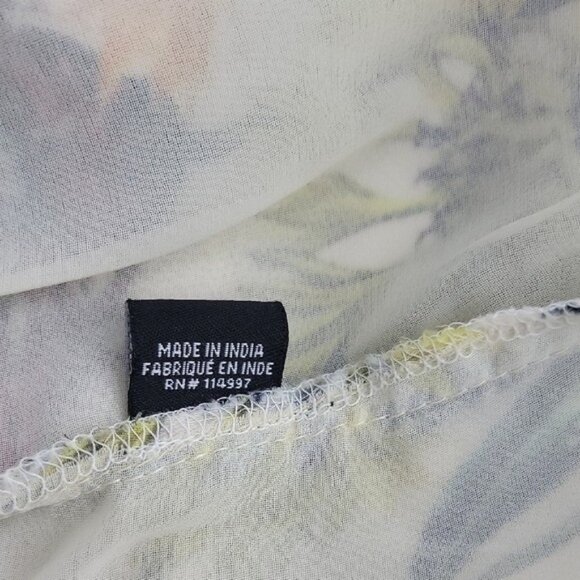 MADE IN INDIA
FABRIQUÉ EN INDE
RN# 114997